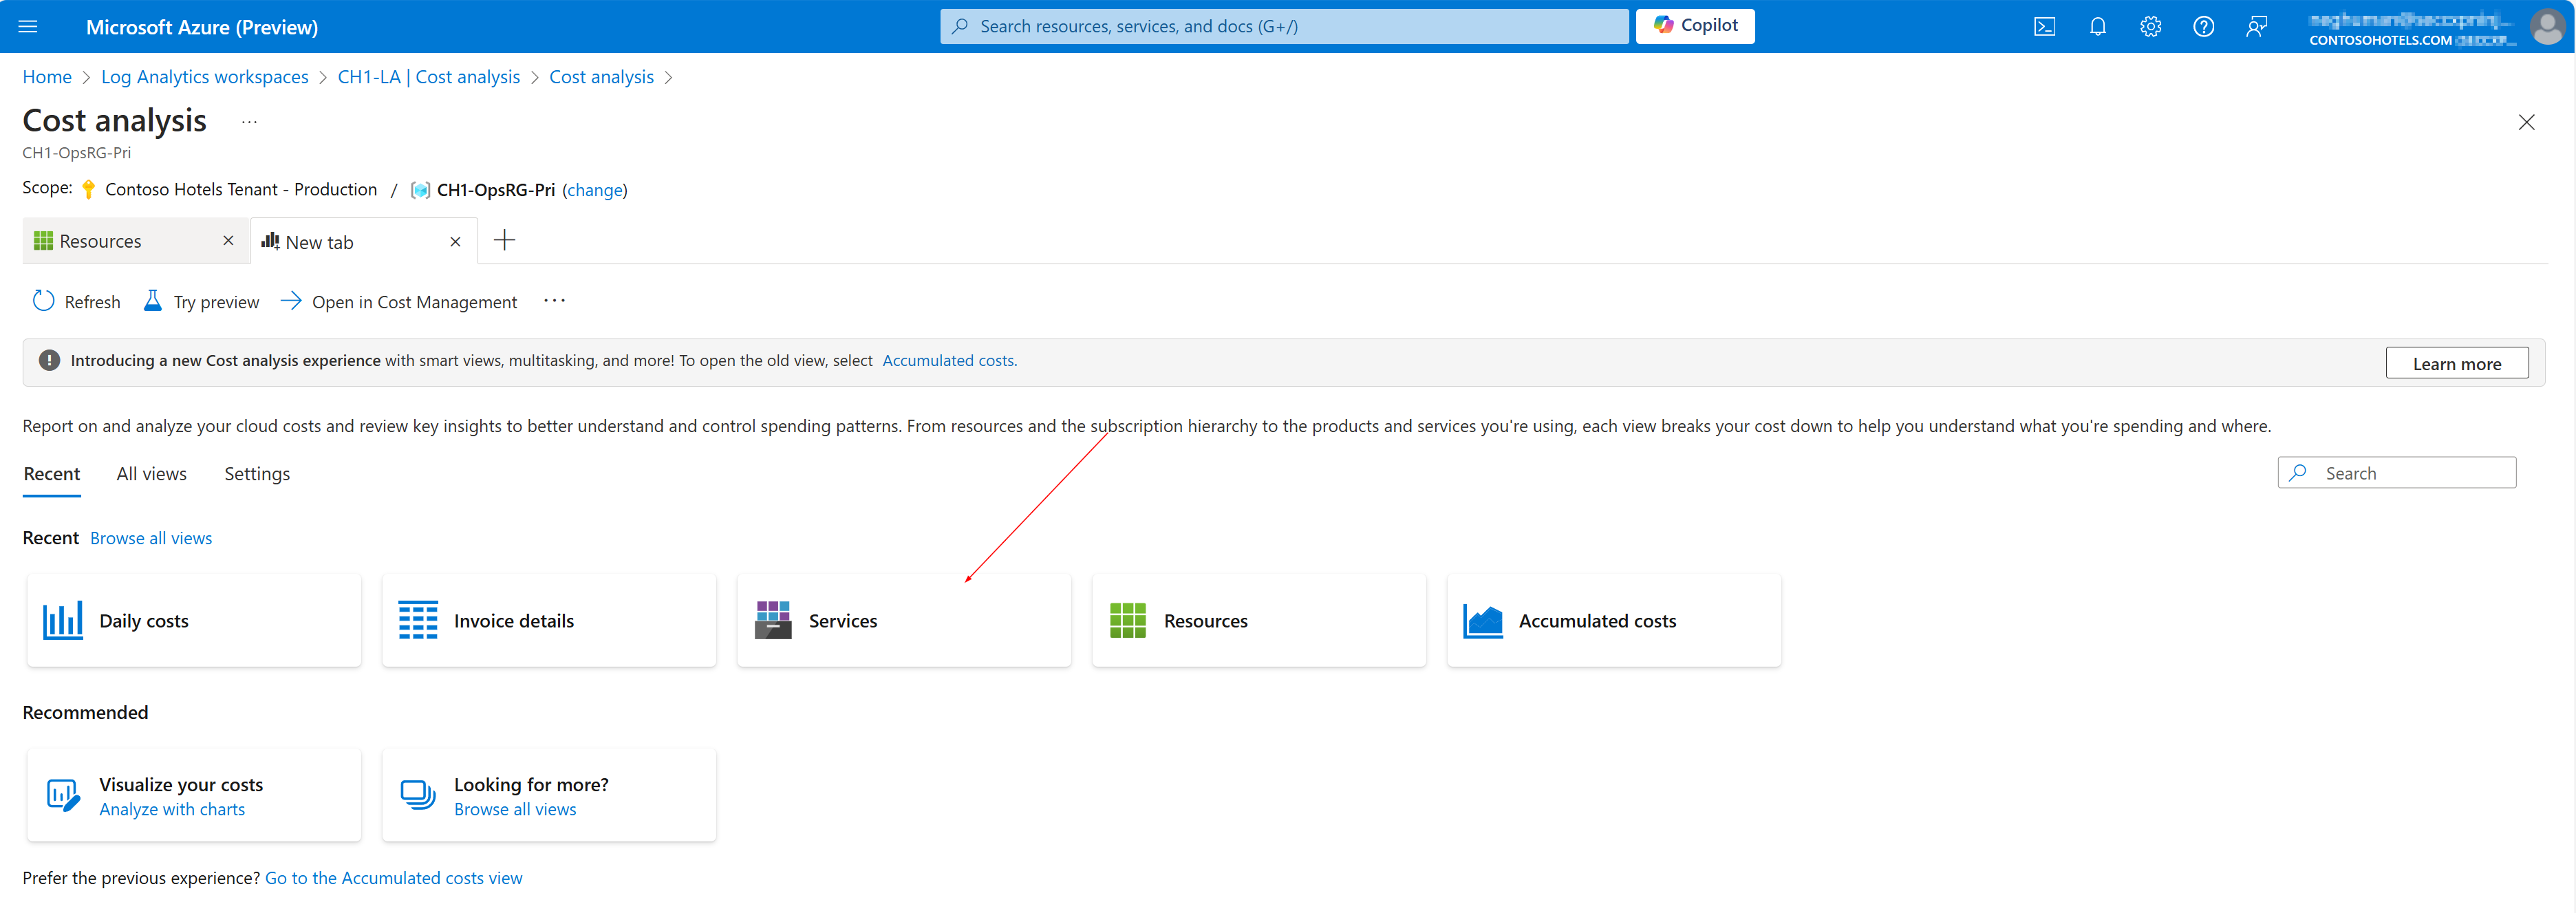 Microsoft Azure (Preview)
Search resources, services, and docs (G+/)
Copilot
CONTOSOHOTELS.COM
Home > Log Analytics workspaces > CH1-LA | Cost analysis > Cost analysis >
Cost analysis ...
CH1-OpsRG-Pri
Scope: Contoso Hotels Tenant - Production / CH1-OpsRG-Pri (change)
Resources
New tab
Refresh Try preview Open in Cost Management ...
Introducing a new Cost analysis experience with smart views, multitasking, and more! To open the old view, select Accumulated costs.
Learn more
Report on and analyze your cloud costs and review key insights to better understand and control spending patterns. From resources and the subscription hierarchy to the products and services you're using, each view breaks your cost down to help you understand what you're spending and where.
Recent All views Settings
Search
Recent Browse all views
Daily costs
Invoice details
Services
Resources
Accumulated costs
Recommended
Visualize your costs
Analyze with charts
Looking for more?
Browse all views
Prefer the previous experience? Go to the Accumulated costs view